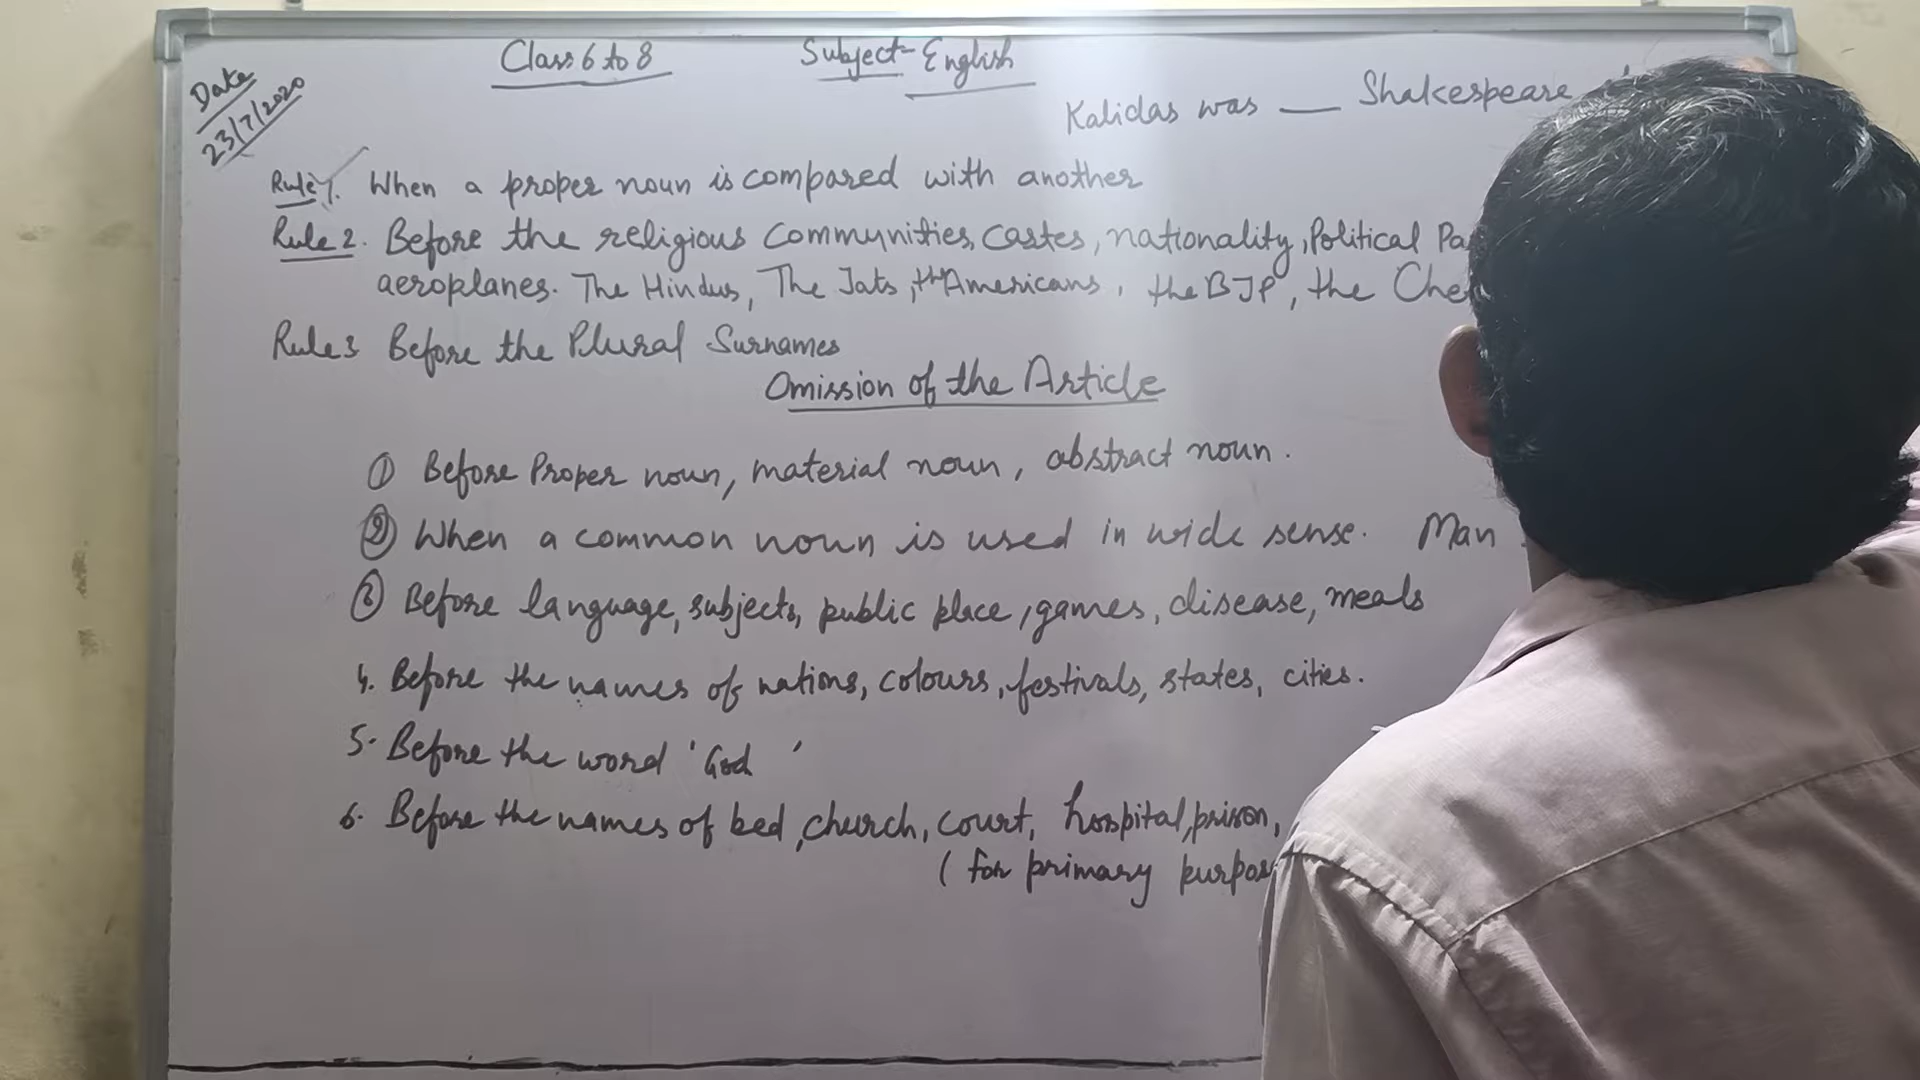 Date
23/7/2020
Class 6 to 8
Subject- English
Kalidas was ___ Shakespeare
Rule 1. When a proper noun is compared with another
Rule 2. Before the religious communities, castes, nationality, Political
aeroplanes. The Hindus, The Jats, the Americans, the BJP, the
Rule 3 Before the Plural Surnames
Omission of the Article
① Before Proper noun, material noun, abstract noun.
② When a common noun is used in wide sense. Man
③ Before language, subjects, public place, games, disease, meals
4. Before the names of nations, colours, festivals, states, cities.
5. Before the word 'God'
6. Before the names of bed, church, court, hospital, prison,
( for primary